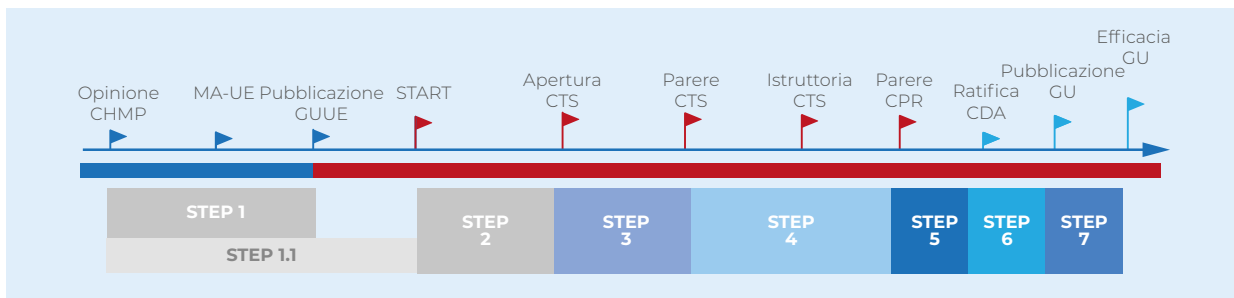 Opinione
CHMP
MA-UE
Pubblicazione
GUUE
START
Apertura
CTS
Parere
CTS
Istruttoria
CTS
Parere
CPR
Ratifica
CDA
Pubblicazione
GU
Efficacia
GU
STEP 1
STEP 1.1
STEP
2
STEP
3
STEP
4
STEP
5
STEP
6
STEP
7